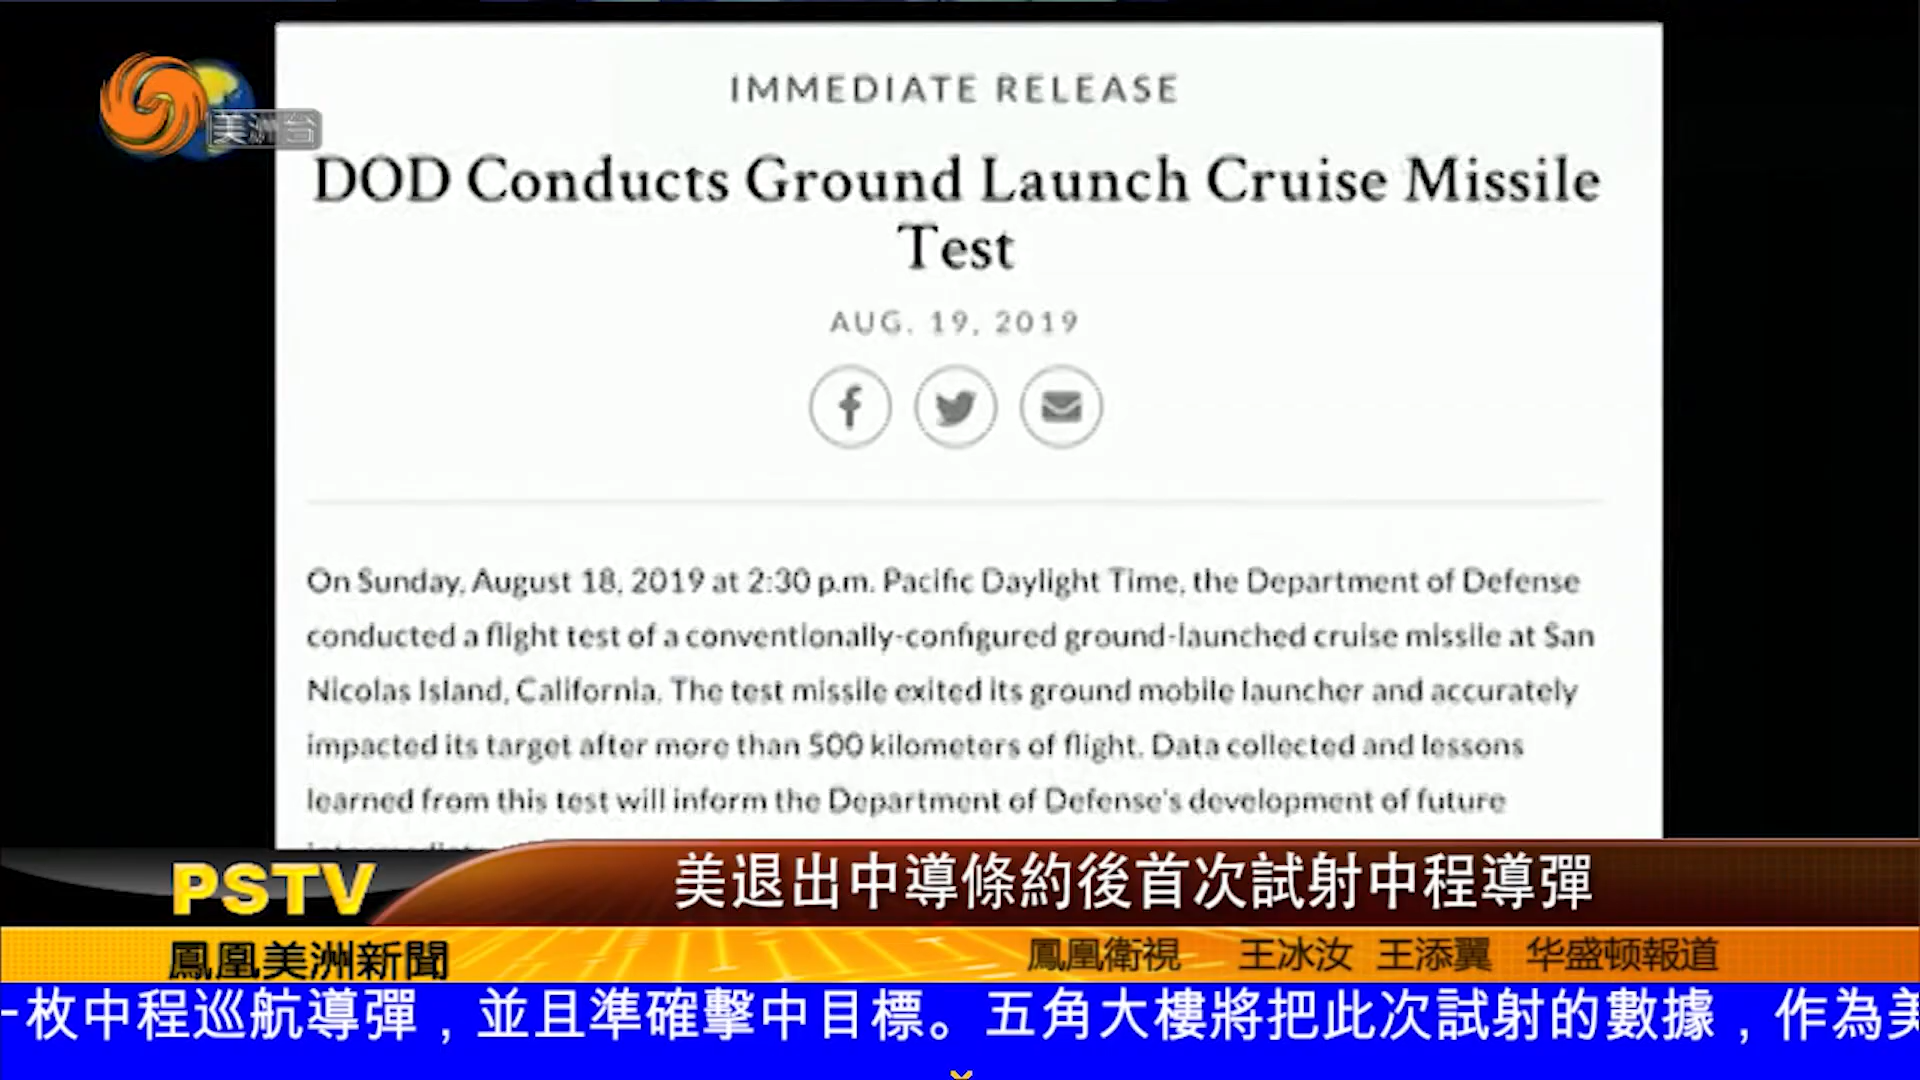 美洲台
IMMEDIATE RELEASE
DOD Conducts Ground Launch Cruise Missile
Test
AUG. 19, 2019
On Sunday, August 18, 2019 at 2:30 p.m. Pacific Daylight Time, the Department of Defense
conducted a flight test of a conventionally-configured ground-launched cruise missile at San
Nicolas Island, California. The test missile exited its ground mobile launcher and accurately
impacted its target after more than 500 kilometers of flight. Data collected and lessons
learned from this test will inform the Department of Defense's development of future
PSTV
美退出中導條約後首次試射中程導彈
鳳凰美洲新聞
鳳凰衛視 王冰汝 王添翼 华盛顿報道
一枚中程巡航導彈，並且準確擊中目標。五角大樓將把此次試射的數據，作為美